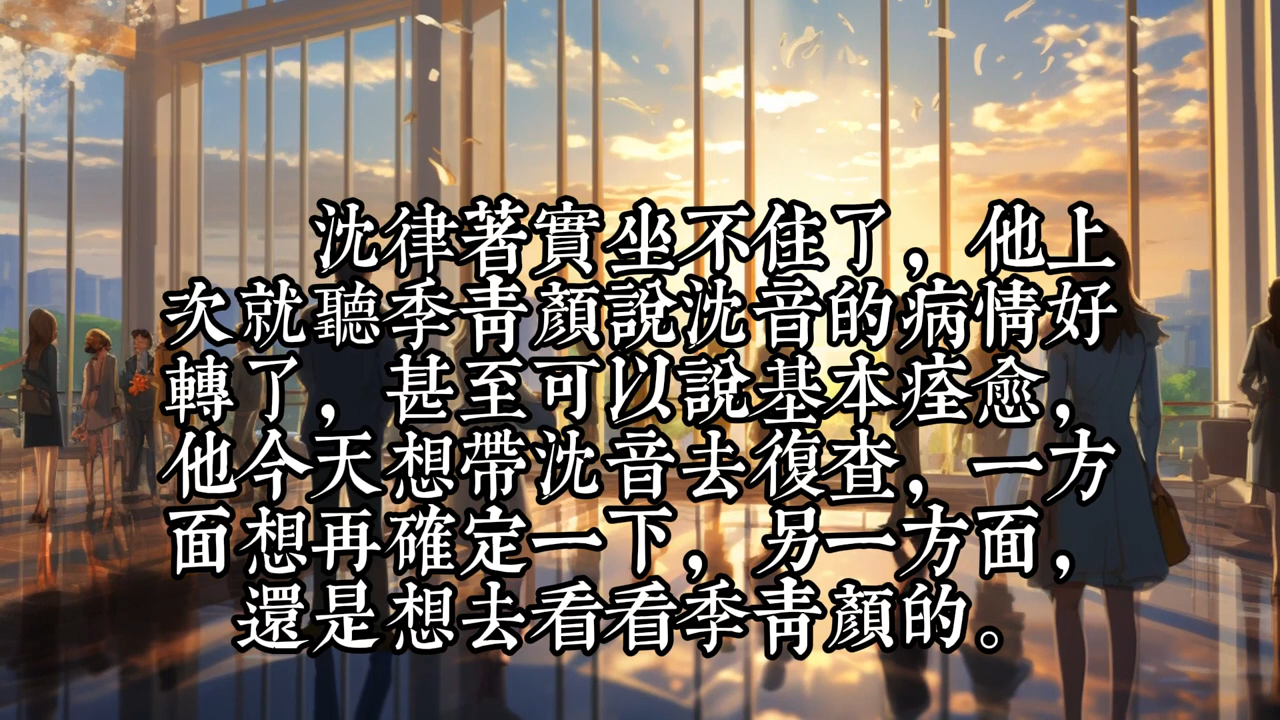 沈律著實坐不住了，他上
次就聽季青顏說沈音的病情好
轉了，甚至可以說基本痊愈，
他今天想帶沈音去復查，一方
面想再確定一下，另一方面，
還是想去看看季青顏的。